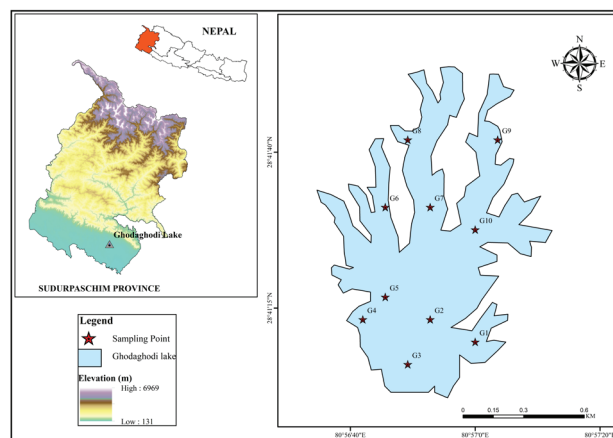 NEPAL
Ghodaghodi Lake
SUDURPASCHIM PROVINCE
Legend
Sampling Point
Ghodaghodi lake
Elevation (m)
High : 6969
Low : 131
N
W E
S
G8
G9
G6
G7
G10
G5
G4
G2
G1
G3
28°41'40"N
28°41'15"N
0 0.15 0.3 0.6
KM
80°56'40"E
80°57'0"E
80°57'20"E